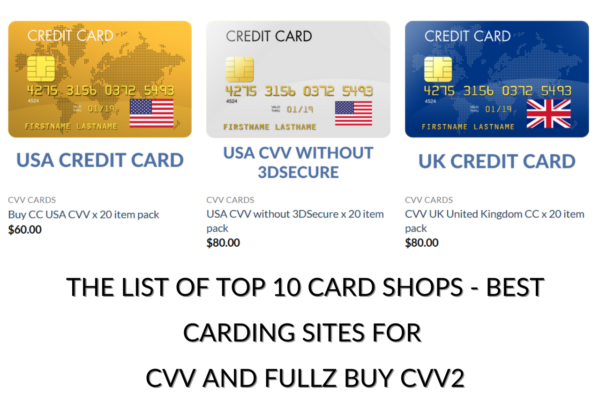 CREDIT CARD
4275 3156 0372 5493
4524
VALID THRU 01/19
FIRSTNAME LASTNAME
USA CREDIT CARD
CVV CARDS
Buy CC USA CVV x 20 item pack
$60.00
CREDIT CARD
4275 3156 0372 5493
4524
01/19
FIRSTNAME LASTNAME
USA CVV WITHOUT
3DSECURE
CVV CARDS
USA CVV without 3DSecure x 20 item
pack
$80.00
CREDIT CARD
4275 3156 0372 5493
4524
01/19
FIRSTNAME LASTNAME
UK CREDIT CARD
CVV CARDS
CVV UK United Kingdom CC x 20 item
pack
$80.00
THE LIST OF TOP 10 CARD SHOPS - BEST
CARDING SITES FOR
CVV AND FULLZ BUY CVV2